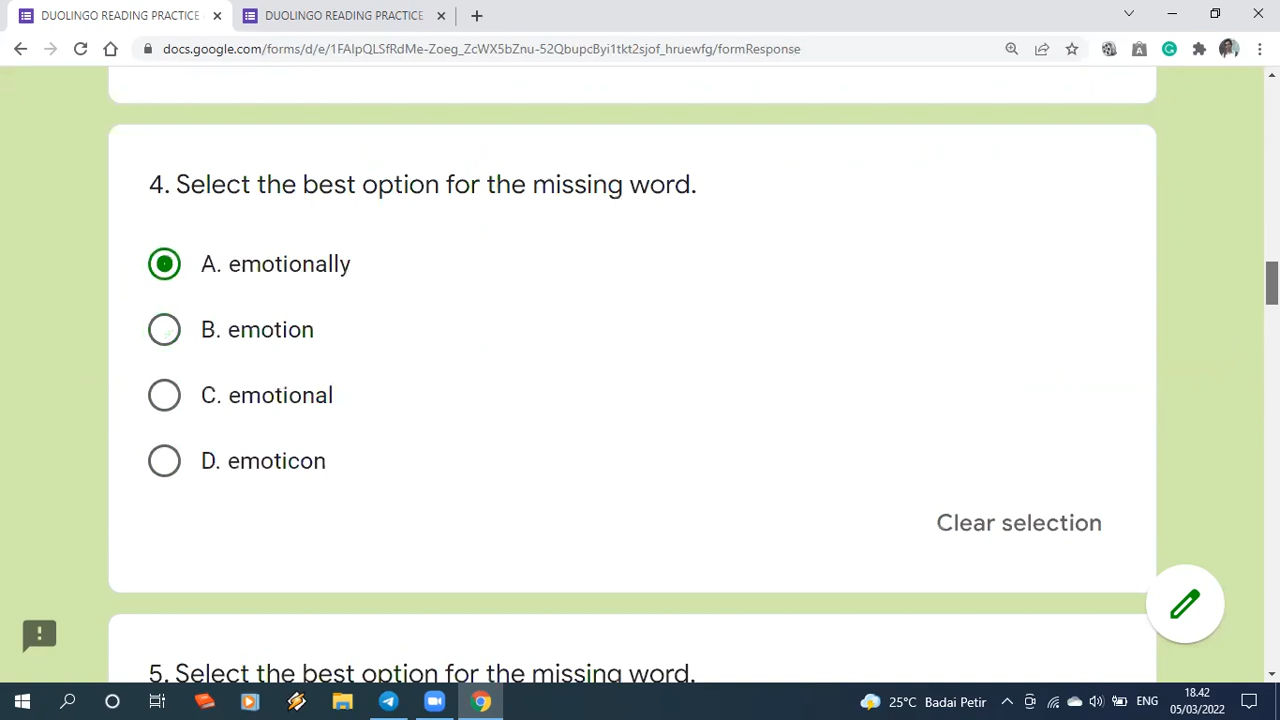 DUOLINGO READING PRACTICE
DUOLINGO READING PRACTICE
docs.google.com/forms/d/e/1FAIpQLSfRdMe-Zoeg_ZcWX5bZnu-52QbupcByi1tkt2sjof_hruewfg/formResponse
4. Select the best option for the missing word.
A. emotionally
B. emotion
C. emotional
D. emoticon
Clear selection
5. Select the best option for the missing word.
25°C Badai Petir
ENG
18.42
05/03/2022